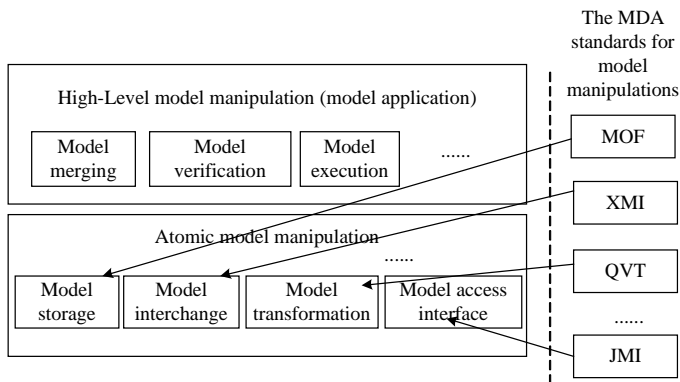 The MDA
standards for
model
manipulations
High-Level model manipulation (model application)
Model
merging
Model
verification
Model
execution
......
MOF
XMI
Atomic model manipulation
......
Model
storage
Model
interchange
Model
transformation
Model access
interface
QVT
......
JMI